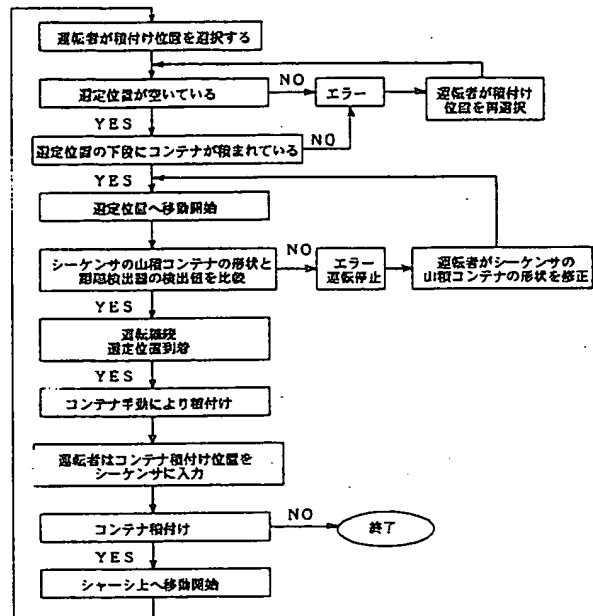 運転者が積付け位置を選択する
選定位置が空いている
NO
エラー
運転者が積付け
位置を再選択
YES
選定位置の下段にコンテナが積まれている
NO
YES
選定位置へ移動開始
シーケンサの山積コンテナの形状と
距離検出器の検出値を比較
NO
エラー
運転停止
運転者がシーケンサの
山積コンテナの形状を修正
YES
運転継続
選定位置到着
YES
コンテナ手動により積付け
運転者はコンテナ積付け位置を
シーケンサに入力
コンテナ積付け
NO
終了
YES
シャーシ上へ移動開始